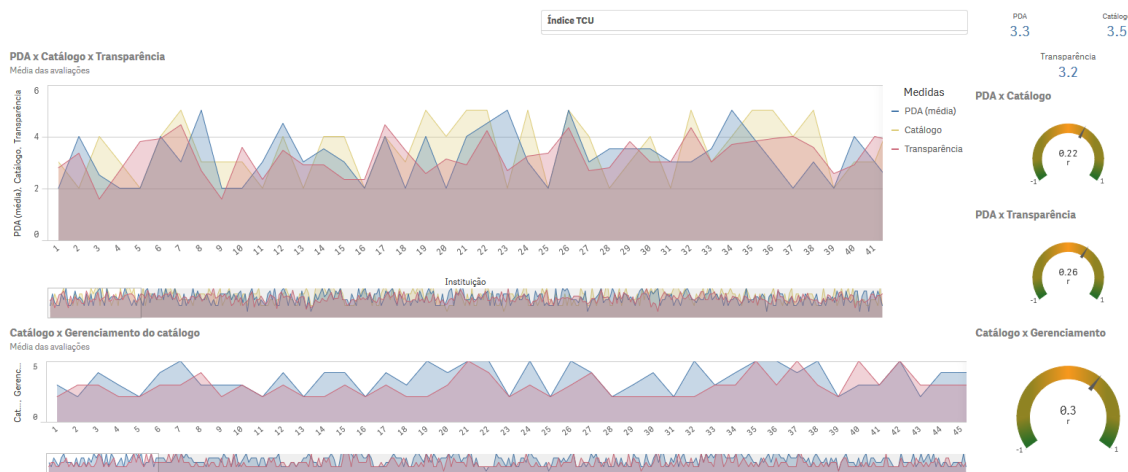 Índice TCU
PDA
3.3
Catálogo
3.5
Transparência
3.2
PDA x Catálogo x Transparência
Média das avaliações
PDA (média), Catálogo, Transparência
6
4
2
0
1 2 3 4 5 6 7 8 9 10 11 12 13 14 15 16 17 18 19 20 21 22 23 24 25 26 27 28 29 30 31 32 33 34 35 36 37 38 39 40 41
Instituição
Medidas
PDA (média)
Catálogo
Transparência
PDA x Catálogo
0.22
r
-1
1
PDA x Transparência
0.26
r
-1
1
Catálogo x Gerenciamento do catálogo
Média das avaliações
Cat..., Gerenc...
5
0
1 2 3 4 5 6 7 8 9 10 11 12 13 14 15 16 17 18 19 20 21 22 23 24 25 26 27 28 29 30 31 32 33 34 35 36 37 38 39 40 41 42 43 44 45
Catálogo x Gerenciamento
0.3
r
-1
1